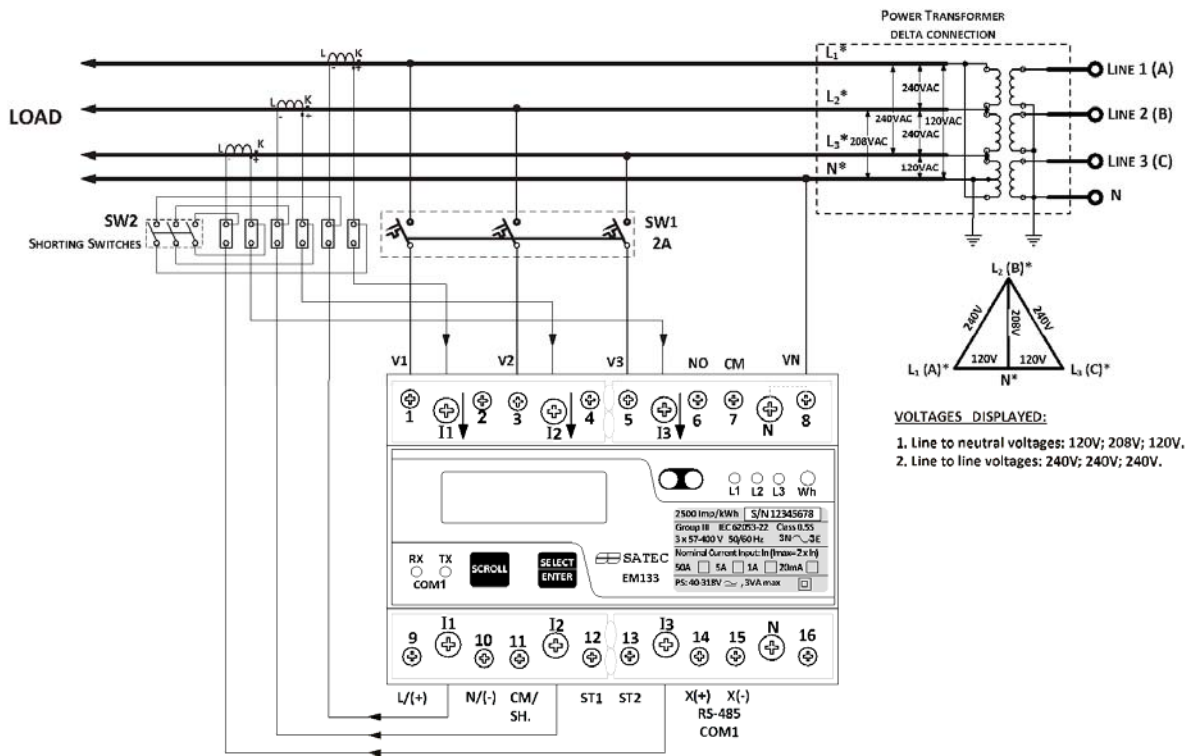 POWER TRANSFORMER
DELTA CONNECTION
L K
- +
L1*
LINE 1 (A)
240VAC
L K
- +
L2*
LINE 2 (B)
LOAD
240VAC
120VAC
240VAC
L K
- +
L3*
208VAC
LINE 3 (C)
120VAC
N*
N
SW2
SHORTING SWITCHES
SW1
2A
L2 (B)*
240V
208V
240V
120V
120V
L1 (A)*
N*
L3 (C)*
VOLTAGES DISPLAYED:
1. Line to neutral voltages: 120V; 208V; 120V.
2. Line to line voltages: 240V; 240V; 240V.
V1 V2 V3 NO CM VN
1 I1 2 3 I2 4 5 I3 6 7 N 8
L1 L2 L3 Wh
2500 Imp/kWh S/N 12345678
Group III IEC 62053-22 Class 0.5S
3 x 57-400 V 50/60 Hz 3N 3E
Nominal Current Input: In (Imax= 2 x In)
50A 5A 1A 20mA
PS: 40-318V , 3VA max
RX TX
COM1
SCROLL
SELECT
ENTER
SATEC
EM133
9 I1 10 11 I2 12 13 I3 14 15 N 16
L/(+) N/(-) CM/ ST1 ST2 X(+) X(-)
SH.
RS-485
COM1